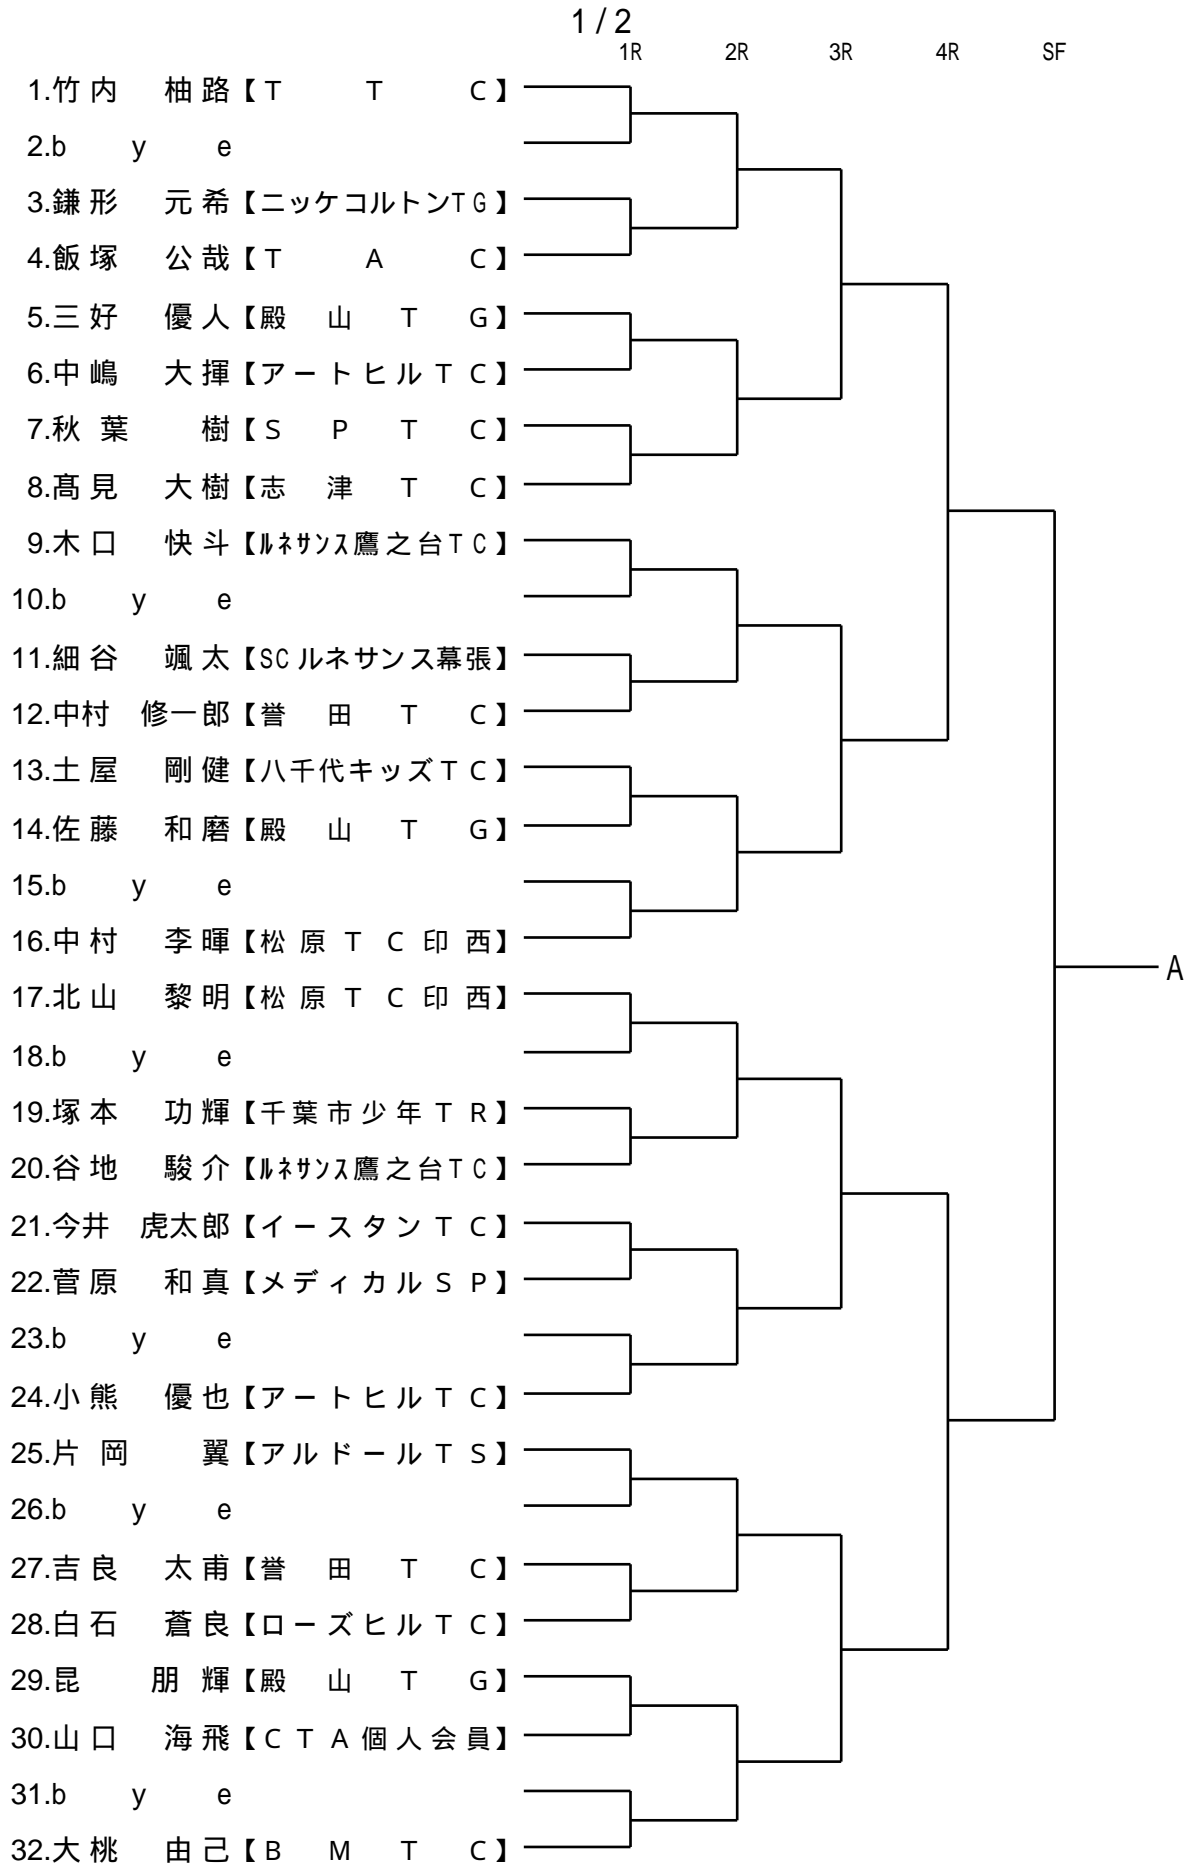 1 / 2
1R 2R 3R 4R SF
1.竹内 柚路【T T C】
2.b y e
3.鎌形 元希【ニッケコルトンTG】
4.飯塚 公哉【T A C】
5.三好 優人【殿山TG】
6.中嶋 大揮【アートヒルTC】
7.秋葉 樹【S P T C】
8.髙見 大樹【志津TC】
9.木口 快斗【ﾙﾈｻﾝｽ鷹之台TC】
10.b y e
11.細谷 颯太【SCルネサンス幕張】
12.中村 修一郎【誉田TC】
13.土屋 剛健【八千代キッズTC】
14.佐藤 和磨【殿山TG】
15.b y e
16.中村 李暉【松原TC印西】
A
17.北山 黎明【松原TC印西】
18.b y e
19.塚本 功輝【千葉市少年TR】
20.谷地 駿介【ﾙﾈｻﾝｽ鷹之台TC】
21.今井 虎太郎【イースタンTC】
22.菅原 和真【メディカルSP】
23.b y e
24.小熊 優也【アートヒルTC】
25.片岡 翼【アルドールTS】
26.b y e
27.吉良 太甫【誉田TC】
28.白石 蒼良【ローズヒルTC】
29.昆 朋輝【殿山TG】
30.山口 海飛【CTA個人会員】
31.b y e
32.大桃 由己【B M T C】